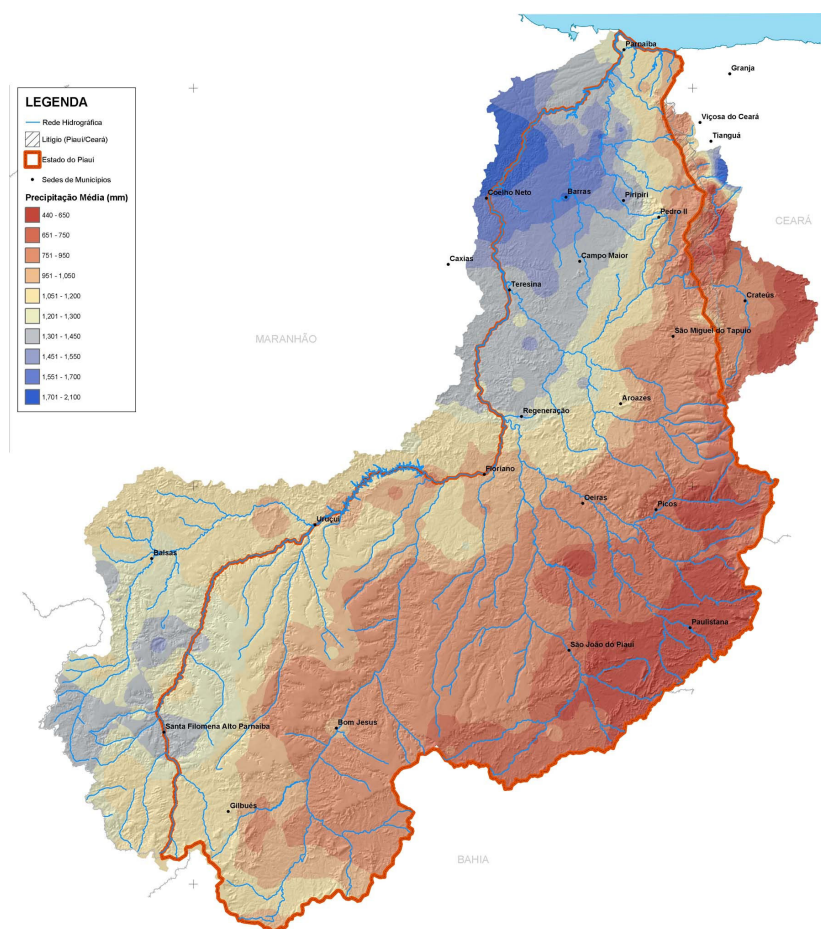 LEGENDA
Rede Hidrográfica
Litígio (Piauí/Ceará)
Estado do Piauí
Sedes de Municípios
Precipitação Média (mm)
440 - 650
651 - 750
751 - 950
951 - 1,050
1,051 - 1,200
1,201 - 1,300
1,301 - 1,450
1,451 - 1,550
1,551 - 1,700
1,701 - 2,100
Parnaíba
Granja
Viçosa do Ceará
Tianguá
Coelho Neto
Barras
Piripiri
Pedro II
CEARÁ
Caxias
Campo Maior
Teresina
Crateús
MARANHÃO
São Miguel do Tapuio
Aroazes
Regeneração
Floriano
Oeiras
Picos
Uruçuí
Balsas
Paulistana
São João do Piauí
Santa Filomena Alto Parnaíba
Bom Jesus
Gilbués
BAHIA